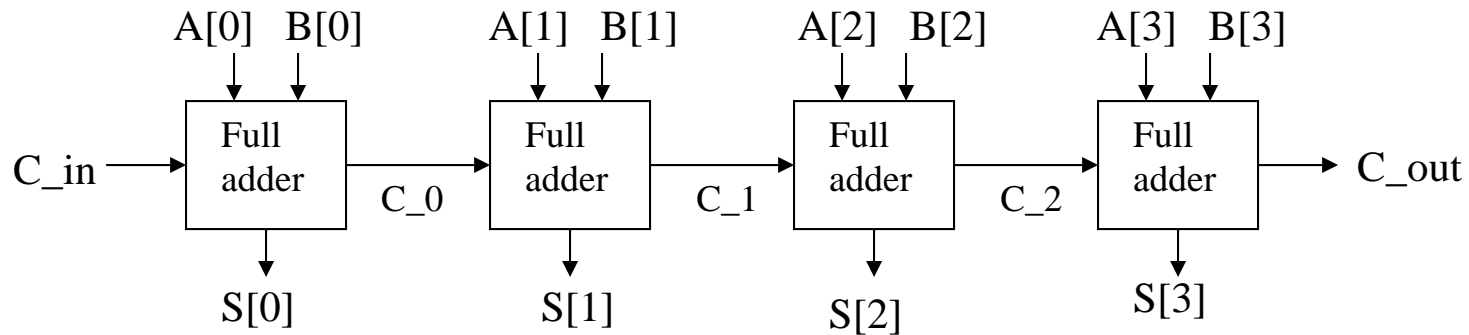 A[0] B[0] A[1] B[1] A[2] B[2] A[3] B[3]
Full Full Full Full
C_in adder adder adder adder C_out
C_0 C_1 C_2
S[0] S[1] S[2] S[3]